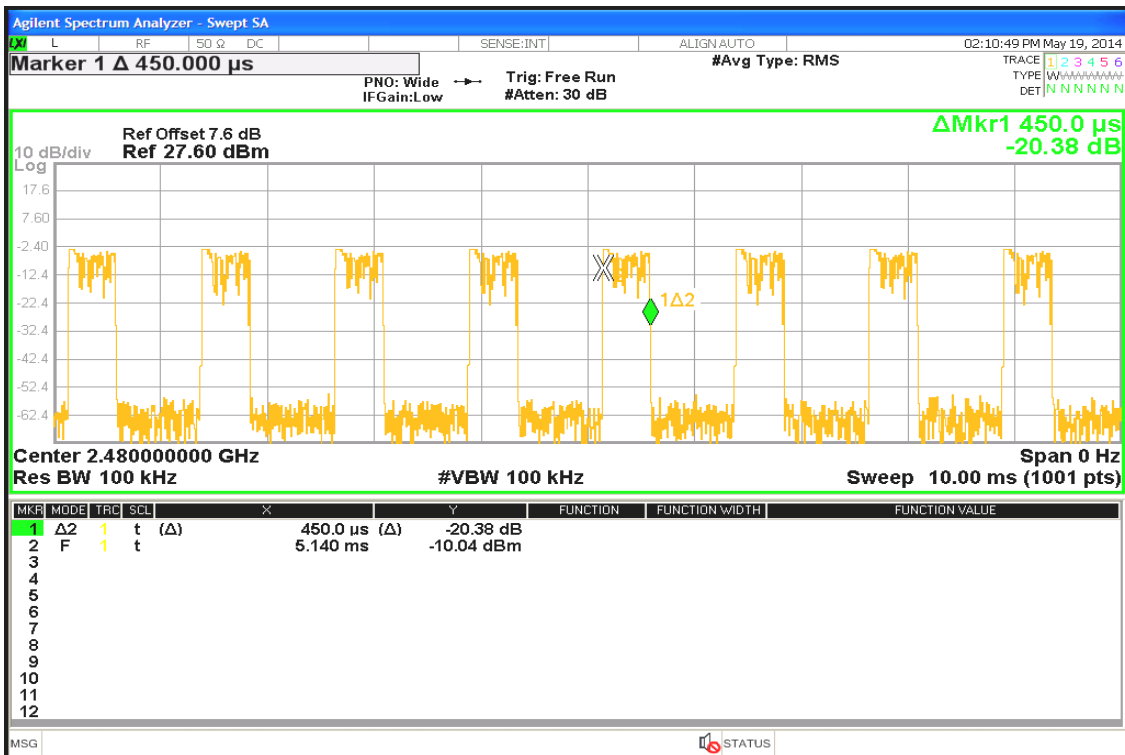 Agilent Spectrum Analyzer - Swept SA
LXI L RF 50 Ω DC SENSE:INT ALIGN AUTO 02:10:49 PM May 19, 2014
Marker 1 Δ 450.000 µs #Avg Type: RMS TRACE 1 2 3 4 5 6
PNO: Wide Trig: Free Run TYPE WWWWWW
IFGain:Low #Atten: 30 dB DET N N N N N N
ΔMkr1 450.0 µs
Ref Offset 7.6 dB
10 dB/div Ref 27.60 dBm -20.38 dB
Log
17.6
7.60
-2.40
-12.4
-22.4
1Δ2
-32.4
-42.4
-52.4
-62.4
Center 2.480000000 GHz Span 0 Hz
Res BW 100 kHz #VBW 100 kHz Sweep 10.00 ms (1001 pts)
MKR MODE TRC SCL X Y FUNCTION FUNCTION WIDTH FUNCTION VALUE
1 Δ2 1 t (Δ) 450.0 µs (Δ) -20.38 dB
2 F 1 t 5.140 ms -10.04 dBm
3
4
5
6
7
8
9
10
11
12
MSG STATUS